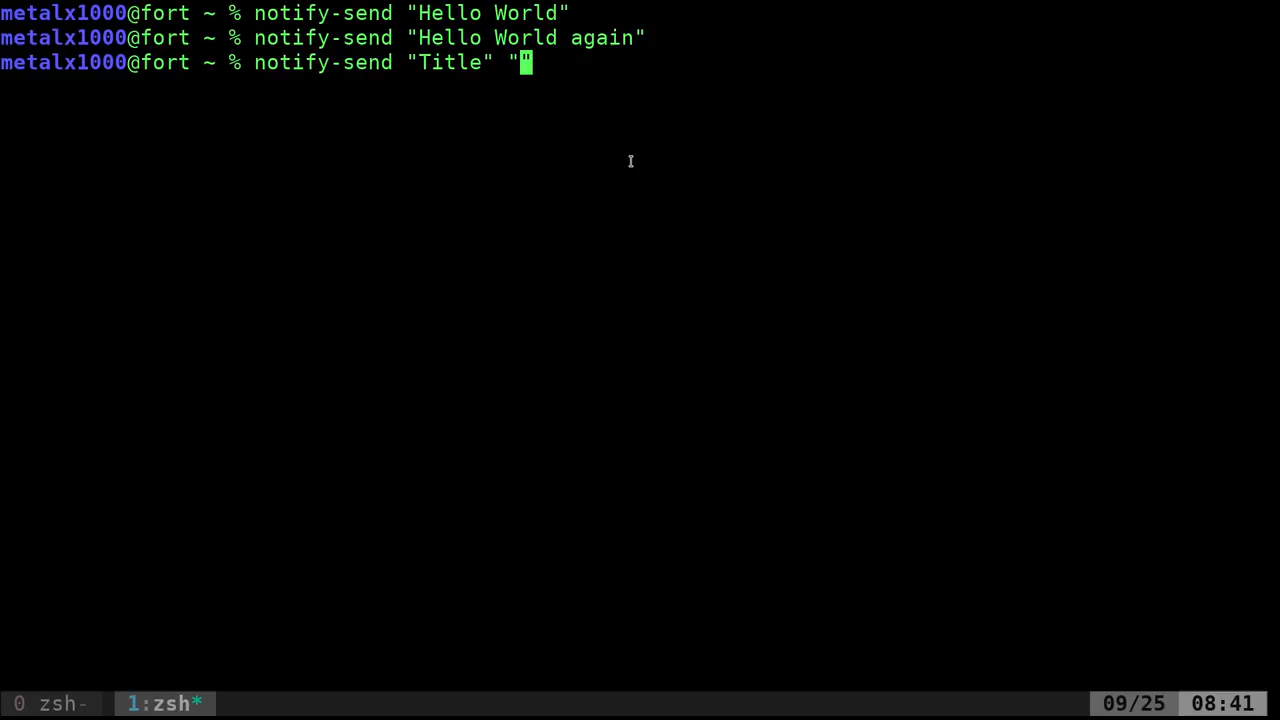 metalx1000@fort ~ % notify-send "Hello World"
metalx1000@fort ~ % notify-send "Hello World again"
metalx1000@fort ~ % notify-send "Title" ""
0 zsh- 1:zsh* 09/25 08:41